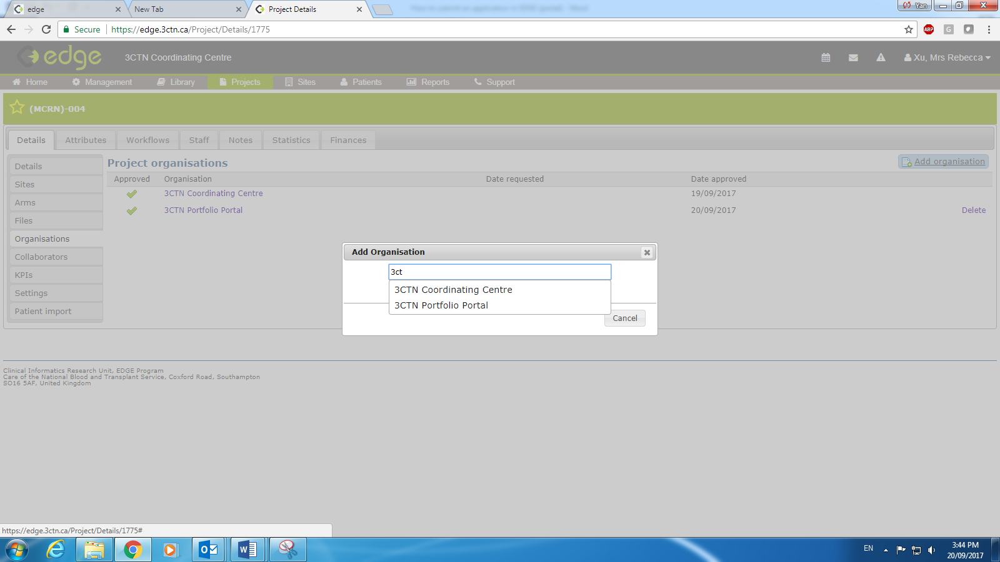 edge
New Tab
Project Details
Yan
Secure https://edge.3ctn.ca/Project/Details/1775
ABP
G
edge
3CTN Coordinating Centre
Xu, Mrs Rebecca
Home Management Library Projects Sites Patients Reports Support
(MCRN)-004
Details Attributes Workflows Staff Notes Statistics Finances
Details
Sites
Arms
Files
Organisations
Collaborators
KPIs
Settings
Patient import
Project organisations
Add organisation
Approved Organisation Date requested Date approved
3CTN Coordinating Centre 19/09/2017
3CTN Portfolio Portal 20/09/2017 Delete
Add Organisation
3ct
3CTN Coordinating Centre
3CTN Portfolio Portal
Cancel
Clinical Informatics Research Unit, EDGE Program
Care of the National Blood and Transplant Service, Coxford Road, Southampton
SO16 5AF, United Kingdom
https://edge.3ctn.ca/Project/Details/1775#
EN
3:44 PM
20/09/2017